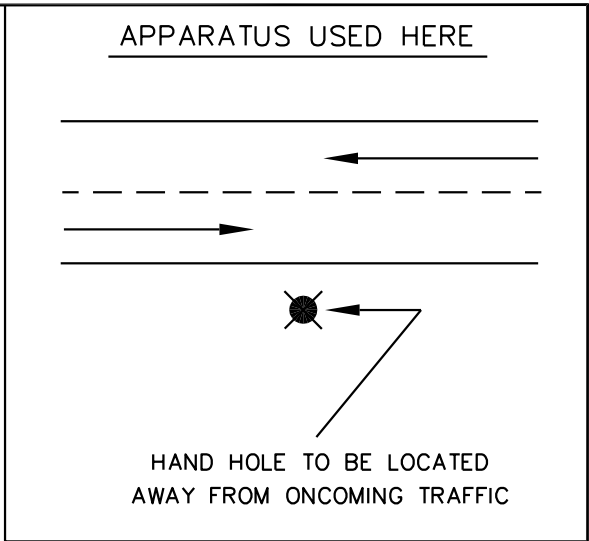 APPARATUS USED HERE
HAND HOLE TO BE LOCATED
AWAY FROM ONCOMING TRAFFIC